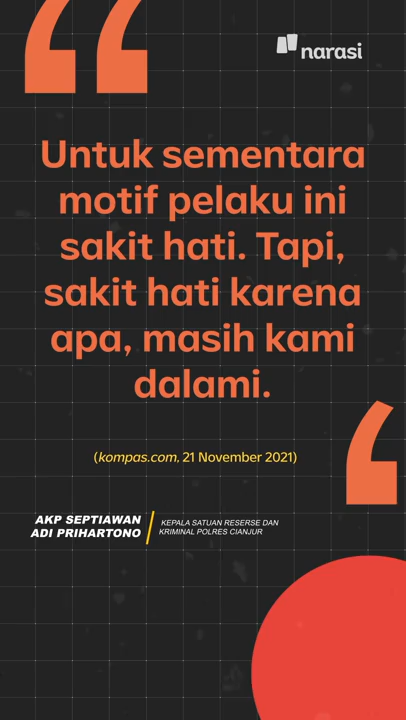 narasi
Untuk sementara
motif pelaku ini
sakit hati. Tapi,
sakit hati karena
apa, masih kami
dalami.
(kompas.com, 21 November 2021)
AKP SEPTIAWAN
ADI PRIHARTONO
KEPALA SATUAN RESERSE DAN
KRIMINAL POLRES CIANJUR